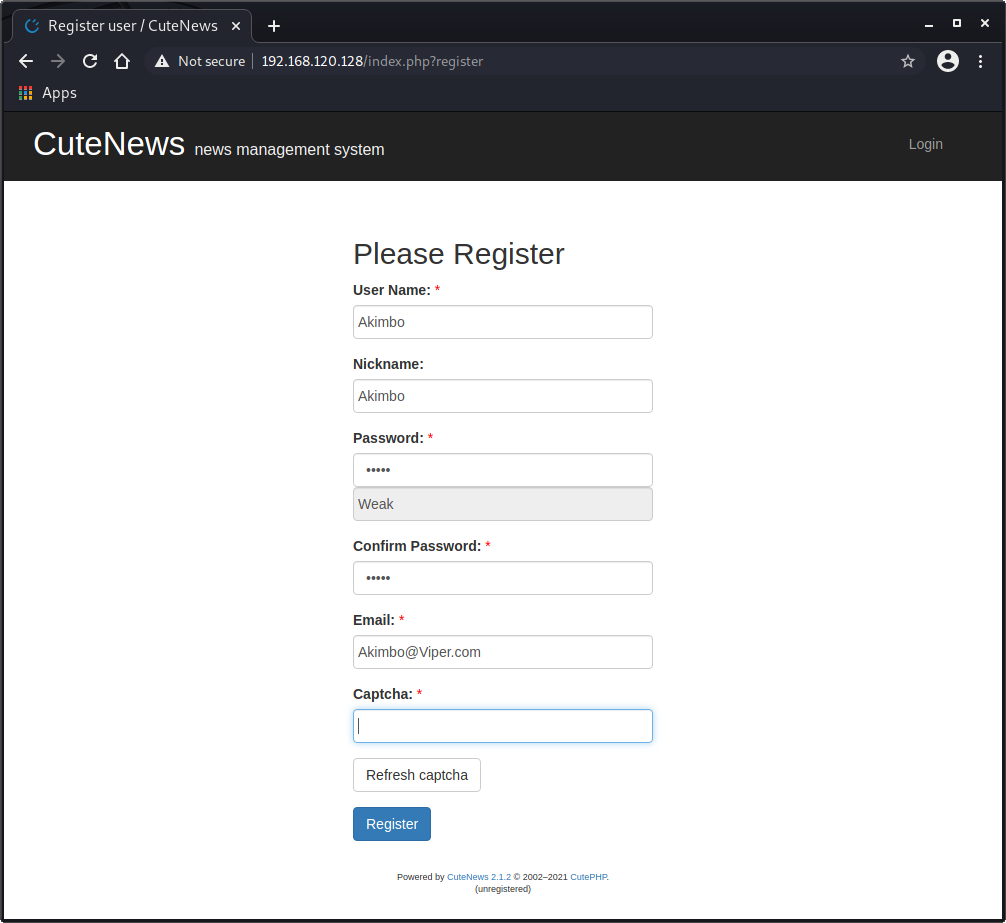 Register user / CuteNews
Not secure 192.168.120.128/index.php?register
Apps
CuteNews news management system
Login
Please Register
User Name: *
Akimbo
Nickname:
Akimbo
Password: *
•••••
Weak
Confirm Password: *
•••••
Email: *
Akimbo@Viper.com
Captcha: *
Refresh captcha
Register
Powered by CuteNews 2.1.2 © 2002–2021 CutePHP.
(unregistered)